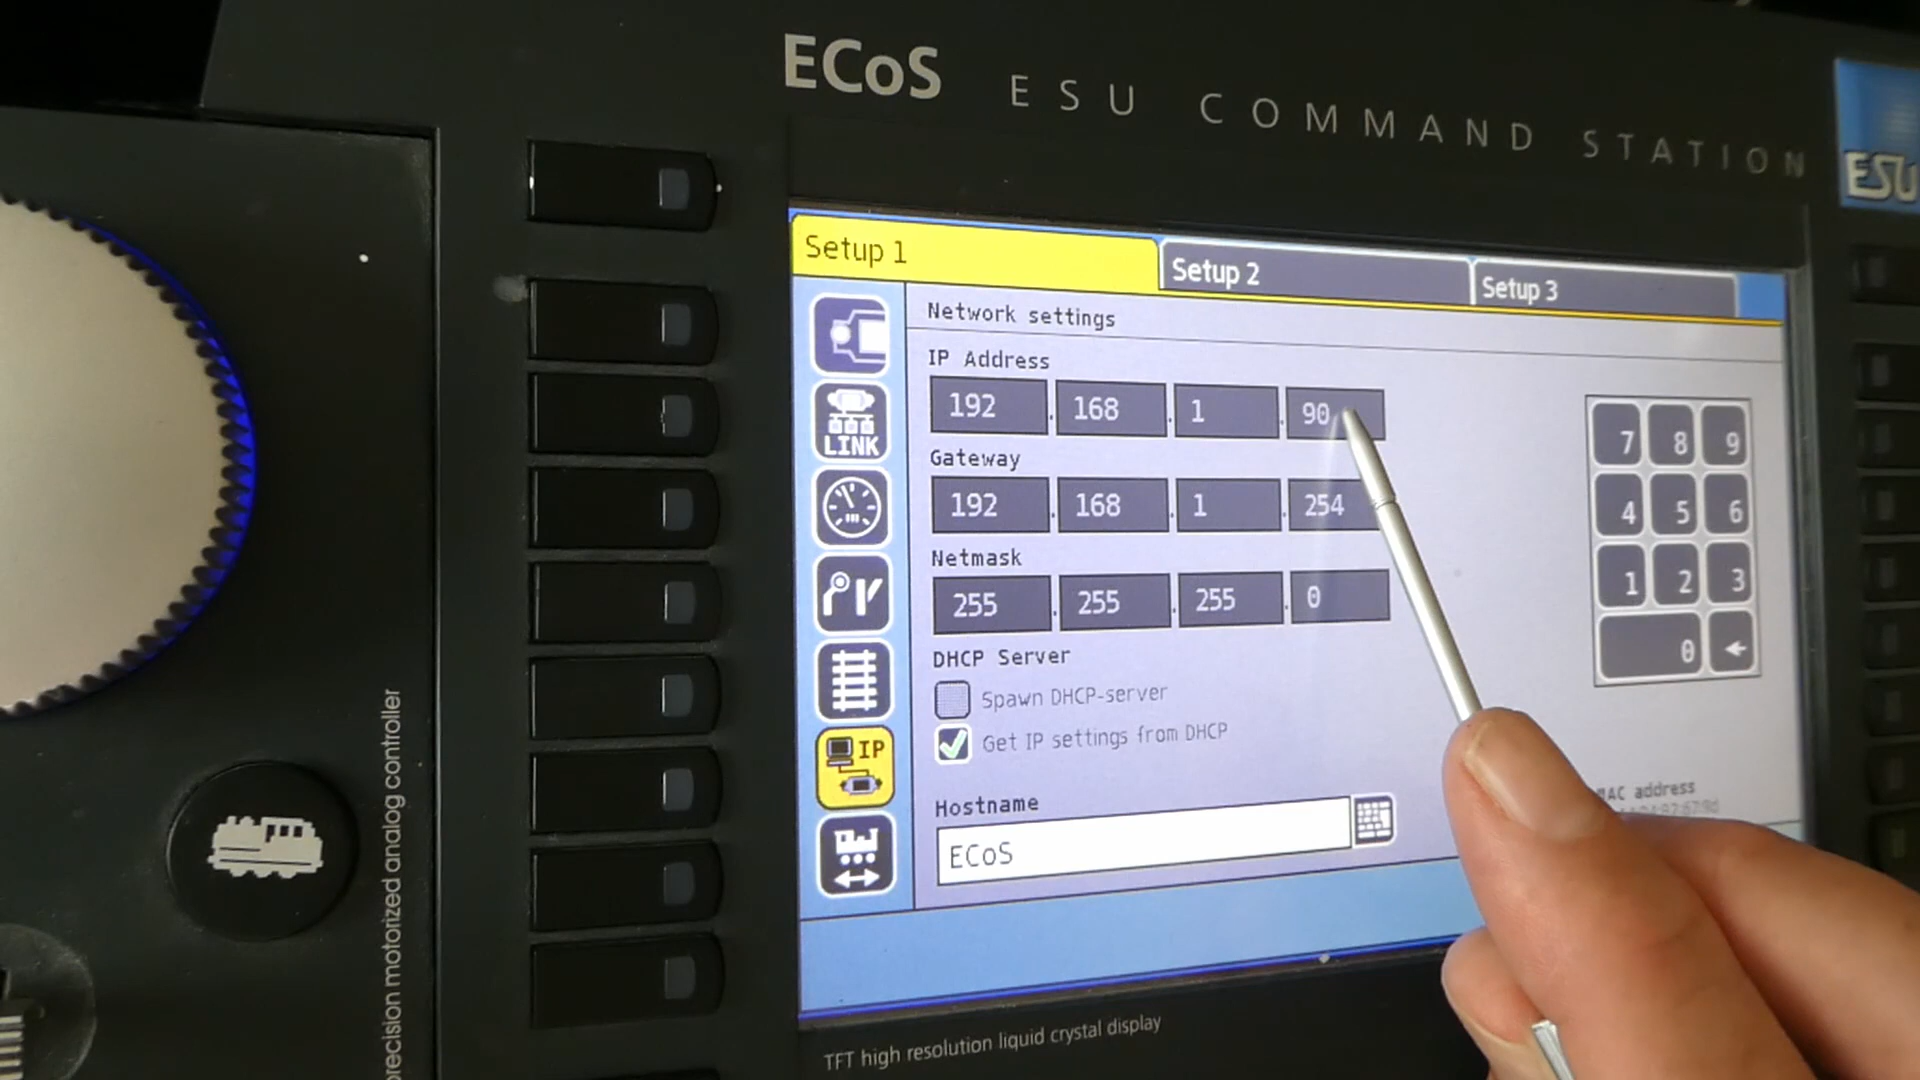 ECoS ESU COMMAND STATION
ESU
Setup 1
Setup 2
Setup 3
Network settings
IP Address
192 . 168 . 1 . 90
Gateway
192 . 168 . 1 . 254
Netmask
255 . 255 . 255 . 0
DHCP Server
Spawn DHCP-server
Get IP settings from DHCP
Hostname
ECoS
LINK
IP
7 8 9
4 5 6
1 2 3
0
MAC address
precision motorized analog controller
TFT high resolution liquid crystal display